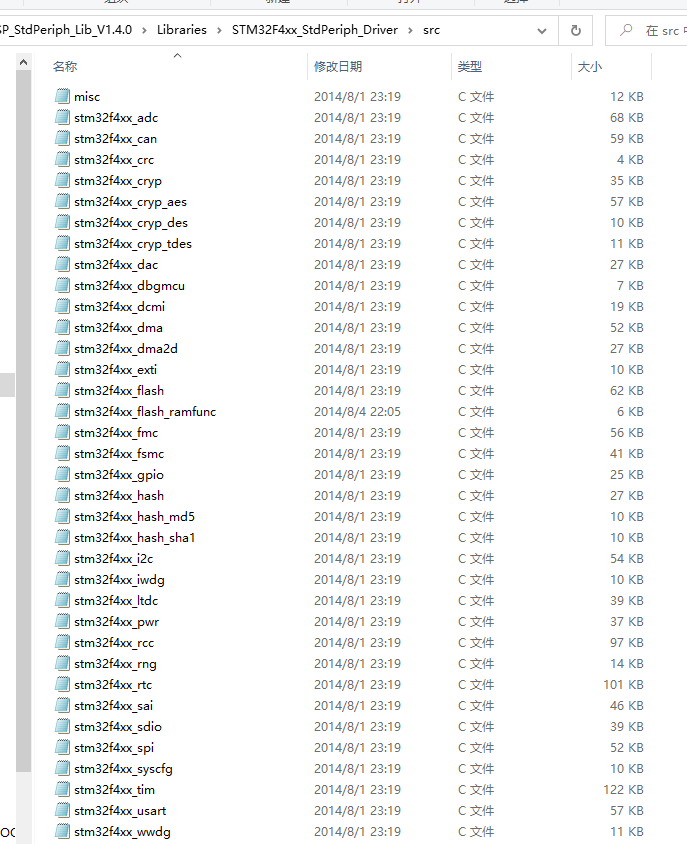 SP_StdPeriph_Lib_V1.4.0 > Libraries > STM32F4xx_StdPeriph_Driver > src
在 src 中
名称 修改日期 类型 大小
misc 2014/8/1 23:19 C 文件 12 KB
stm32f4xx_adc 2014/8/1 23:19 C 文件 68 KB
stm32f4xx_can 2014/8/1 23:19 C 文件 59 KB
stm32f4xx_crc 2014/8/1 23:19 C 文件 4 KB
stm32f4xx_cryp 2014/8/1 23:19 C 文件 35 KB
stm32f4xx_cryp_aes 2014/8/1 23:19 C 文件 57 KB
stm32f4xx_cryp_des 2014/8/1 23:19 C 文件 10 KB
stm32f4xx_cryp_tdes 2014/8/1 23:19 C 文件 11 KB
stm32f4xx_dac 2014/8/1 23:19 C 文件 27 KB
stm32f4xx_dbgmcu 2014/8/1 23:19 C 文件 7 KB
stm32f4xx_dcmi 2014/8/1 23:19 C 文件 19 KB
stm32f4xx_dma 2014/8/1 23:19 C 文件 52 KB
stm32f4xx_dma2d 2014/8/1 23:19 C 文件 27 KB
stm32f4xx_exti 2014/8/1 23:19 C 文件 10 KB
stm32f4xx_flash 2014/8/1 23:19 C 文件 62 KB
stm32f4xx_flash_ramfunc 2014/8/4 22:05 C 文件 6 KB
stm32f4xx_fmc 2014/8/1 23:19 C 文件 56 KB
stm32f4xx_fsmc 2014/8/1 23:19 C 文件 41 KB
stm32f4xx_gpio 2014/8/1 23:19 C 文件 25 KB
stm32f4xx_hash 2014/8/1 23:19 C 文件 27 KB
stm32f4xx_hash_md5 2014/8/1 23:19 C 文件 10 KB
stm32f4xx_hash_sha1 2014/8/1 23:19 C 文件 10 KB
stm32f4xx_i2c 2014/8/1 23:19 C 文件 54 KB
stm32f4xx_iwdg 2014/8/1 23:19 C 文件 10 KB
stm32f4xx_ltdc 2014/8/1 23:19 C 文件 39 KB
stm32f4xx_pwr 2014/8/1 23:19 C 文件 37 KB
stm32f4xx_rcc 2014/8/1 23:19 C 文件 97 KB
stm32f4xx_rng 2014/8/1 23:19 C 文件 14 KB
stm32f4xx_rtc 2014/8/1 23:19 C 文件 101 KB
stm32f4xx_sai 2014/8/1 23:19 C 文件 46 KB
stm32f4xx_sdio 2014/8/1 23:19 C 文件 39 KB
stm32f4xx_spi 2014/8/1 23:19 C 文件 52 KB
stm32f4xx_syscfg 2014/8/1 23:19 C 文件 10 KB
stm32f4xx_tim 2014/8/1 23:19 C 文件 122 KB
stm32f4xx_usart 2014/8/1 23:19 C 文件 57 KB
stm32f4xx_wwdg 2014/8/1 23:19 C 文件 11 KB